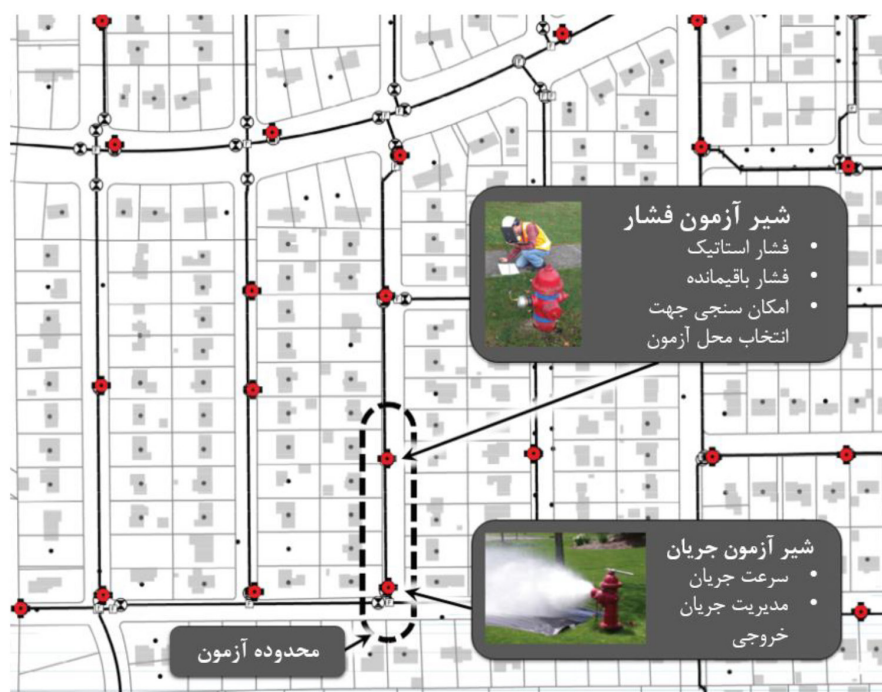 شیر آزمون فشار
• فشار استاتیک
• فشار باقیمانده
• امکان سنجی جهت
انتخاب محل آزمون
شیر آزمون جریان
• سرعت جریان
• مدیریت جریان
خروجی
محدوده آزمون